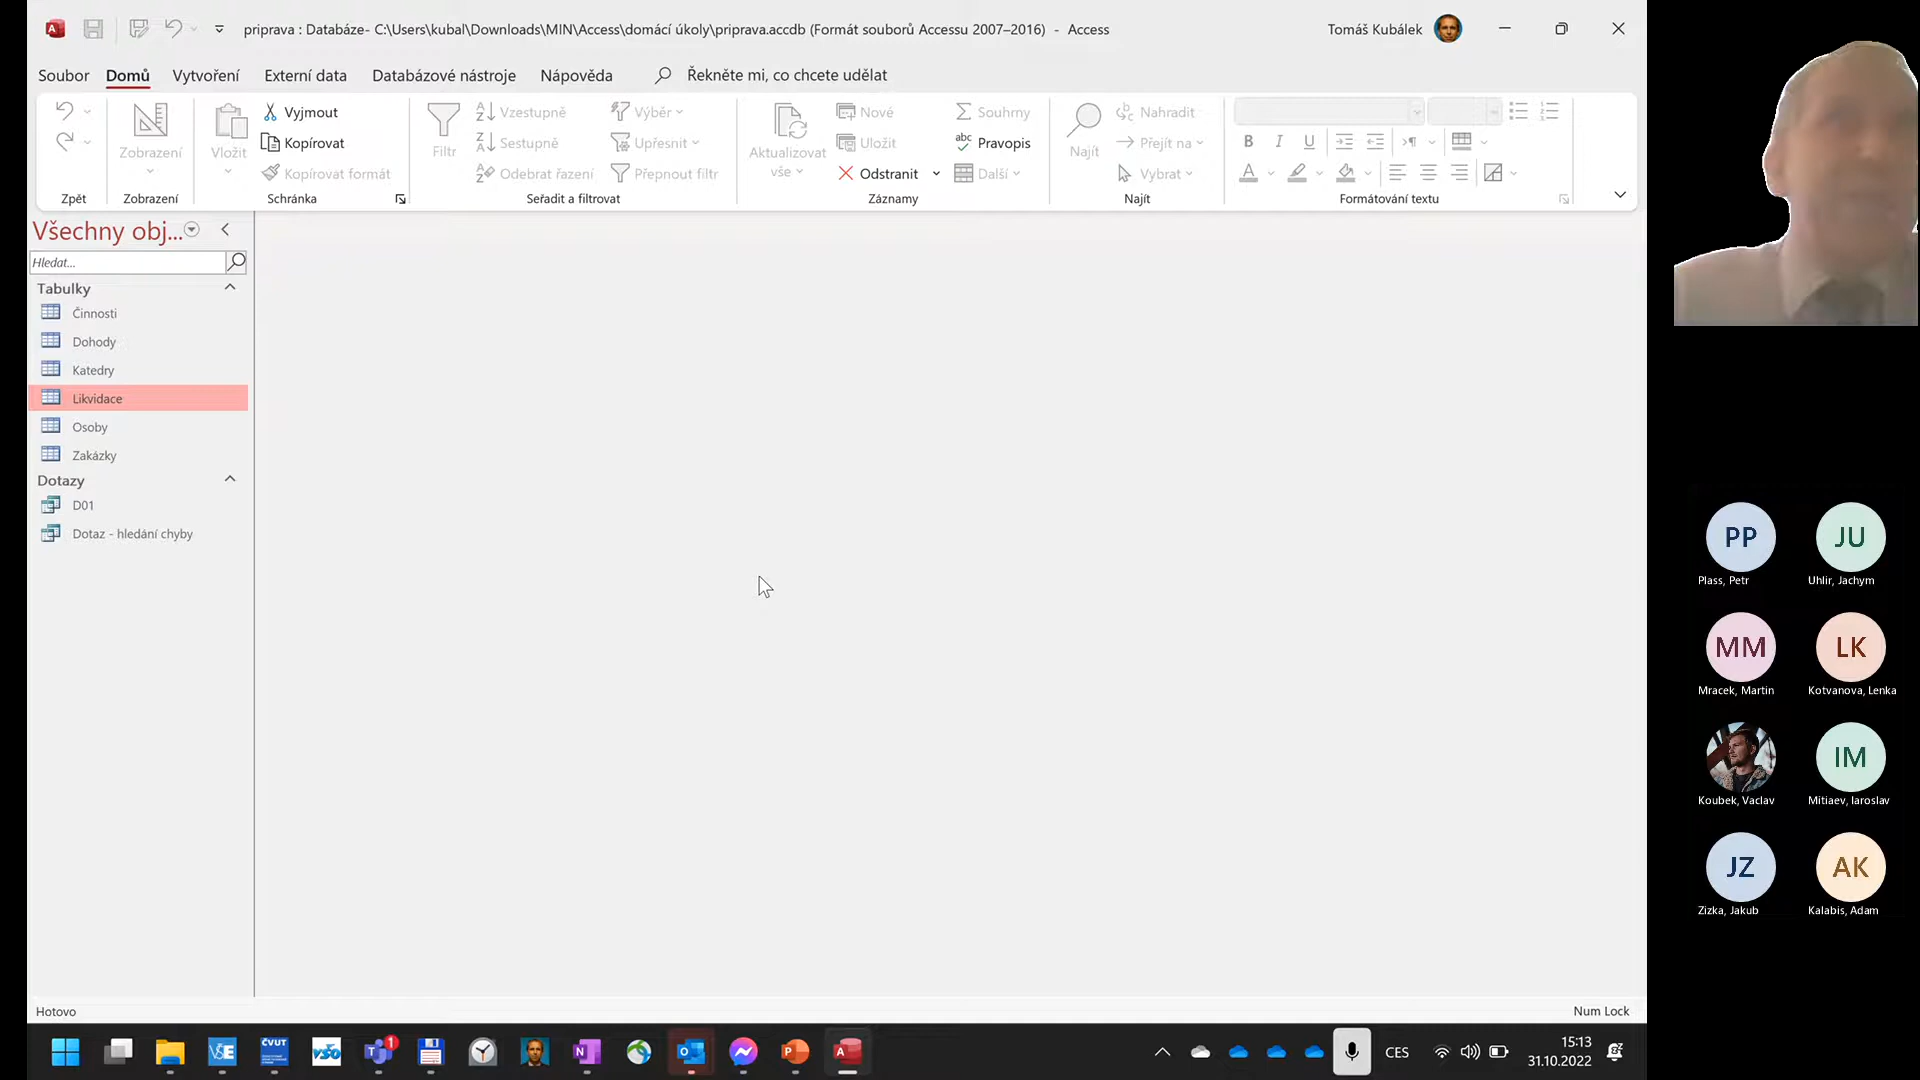 priprava : Databáze- C:\Users\kubal\Downloads\MIN\Access\domácí úkoly\priprava.accdb (Formát souborů Accessu 2007–2016) - Access
Tomáš Kubálek
Soubor Domů Vytvoření Externí data Databázové nástroje Nápověda Řekněte mi, co chcete udělat
Zobrazení
Vložit
Vyjmout
Kopírovat
Kopírovat formát
Filtr
Vzestupně
Sestupně
Odebrat řazení
Výběr
Upřesnit
Přepnout filtr
Aktualizovat
vše
Nové
Uložit
Odstranit
Souhrny
Pravopis
Další
Najít
Nahradit
Přejít na
Vybrat
B I U
A
Zpět Zobrazení Schránka Seřadit a filtrovat Záznamy Najít Formátování textu
Všechny obj...
Hledat...
Tabulky
Činnosti
Dohody
Katedry
Likvidace
Osoby
Zakázky
Dotazy
D01
Dotaz - hledání chyby
Hotovo
Num Lock
PP
Plass, Petr
JU
Uhlir, Jachym
MM
Mracek, Martin
LK
Kotvanova, Lenka
Koubek, Vaclav
IM
Mitiaev, Iaroslav
JZ
Zizka, Jakub
AK
Kalabis, Adam
CES
15:13
31.10.2022